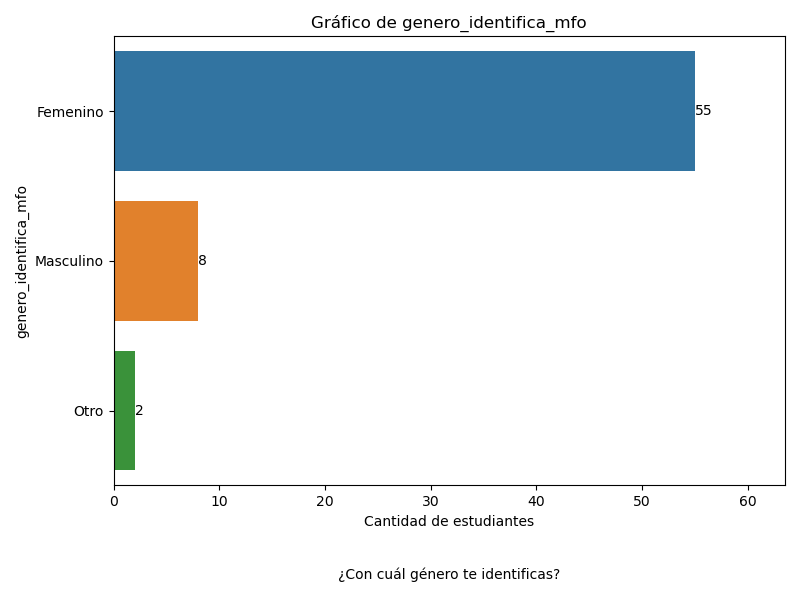 Gráfico de genero_identifica_mfo
genero_identifica_mfo
Femenino
55
Masculino
8
Otro
2
0 10 20 30 40 50 60
Cantidad de estudiantes
¿Con cuál género te identificas?